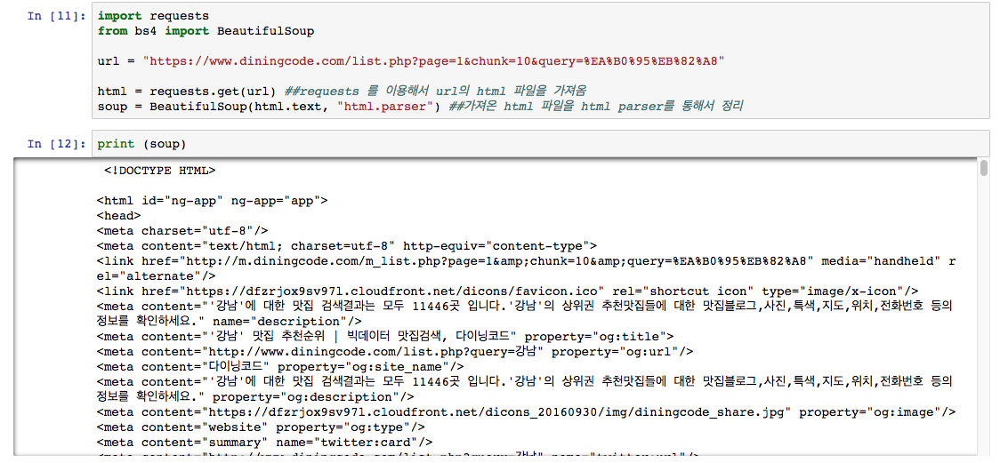 In [11]: import requests
from bs4 import BeautifulSoup
url = "https://www.diningcode.com/list.php?page=1&chunk=10&query=%EA%B0%95%EB%82%A8"
html = requests.get(url) ##requests 를 이용해서 url의 html 파일을 가져옴
soup = BeautifulSoup(html.text, "html.parser") ##가져온 html 파일을 html parser를 통해서 정리
In [12]: print (soup)
<!DOCTYPE HTML>
<html id="ng-app" ng-app="app">
<head>
<meta charset="utf-8"/>
<meta content="text/html; charset=utf-8" http-equiv="content-type">
<link href="http://m.diningcode.com/m_list.php?page=1&amp;chunk=10&amp;query=%EA%B0%95%EB%82%A8" media="handheld" r
el="alternate"/>
<link href="https://dfzrjox9sv97l.cloudfront.net/dicons/favicon.ico" rel="shortcut icon" type="image/x-icon"/>
<meta content="'강남'에 대한 맛집 검색결과는 모두 11446곳 입니다.'강남'의 상위권 추천맛집들에 대한 맛집블로그,사진,특색,지도,위치,전화번호 등의
정보를 확인하세요." name="description"/>
<meta content="'강남' 맛집 추천순위 | 빅데이터 맛집검색, 다이닝코드" property="og:title">
<meta content="http://www.diningcode.com/list.php?query=강남" property="og:url"/>
<meta content="다이닝코드" property="og:site_name"/>
<meta content="'강남'에 대한 맛집 검색결과는 모두 11446곳 입니다.'강남'의 상위권 추천맛집들에 대한 맛집블로그,사진,특색,지도,위치,전화번호 등의
정보를 확인하세요." property="og:description"/>
<meta content="https://dfzrjox9sv97l.cloudfront.net/dicons_20160930/img/diningcode_share.jpg" property="og:image"/>
<meta content="website" property="og:type"/>
<meta content="summary" name="twitter:card"/>
<meta content="http://www.diningcode.com/list.php?query=강남" name="twitter:url"/>